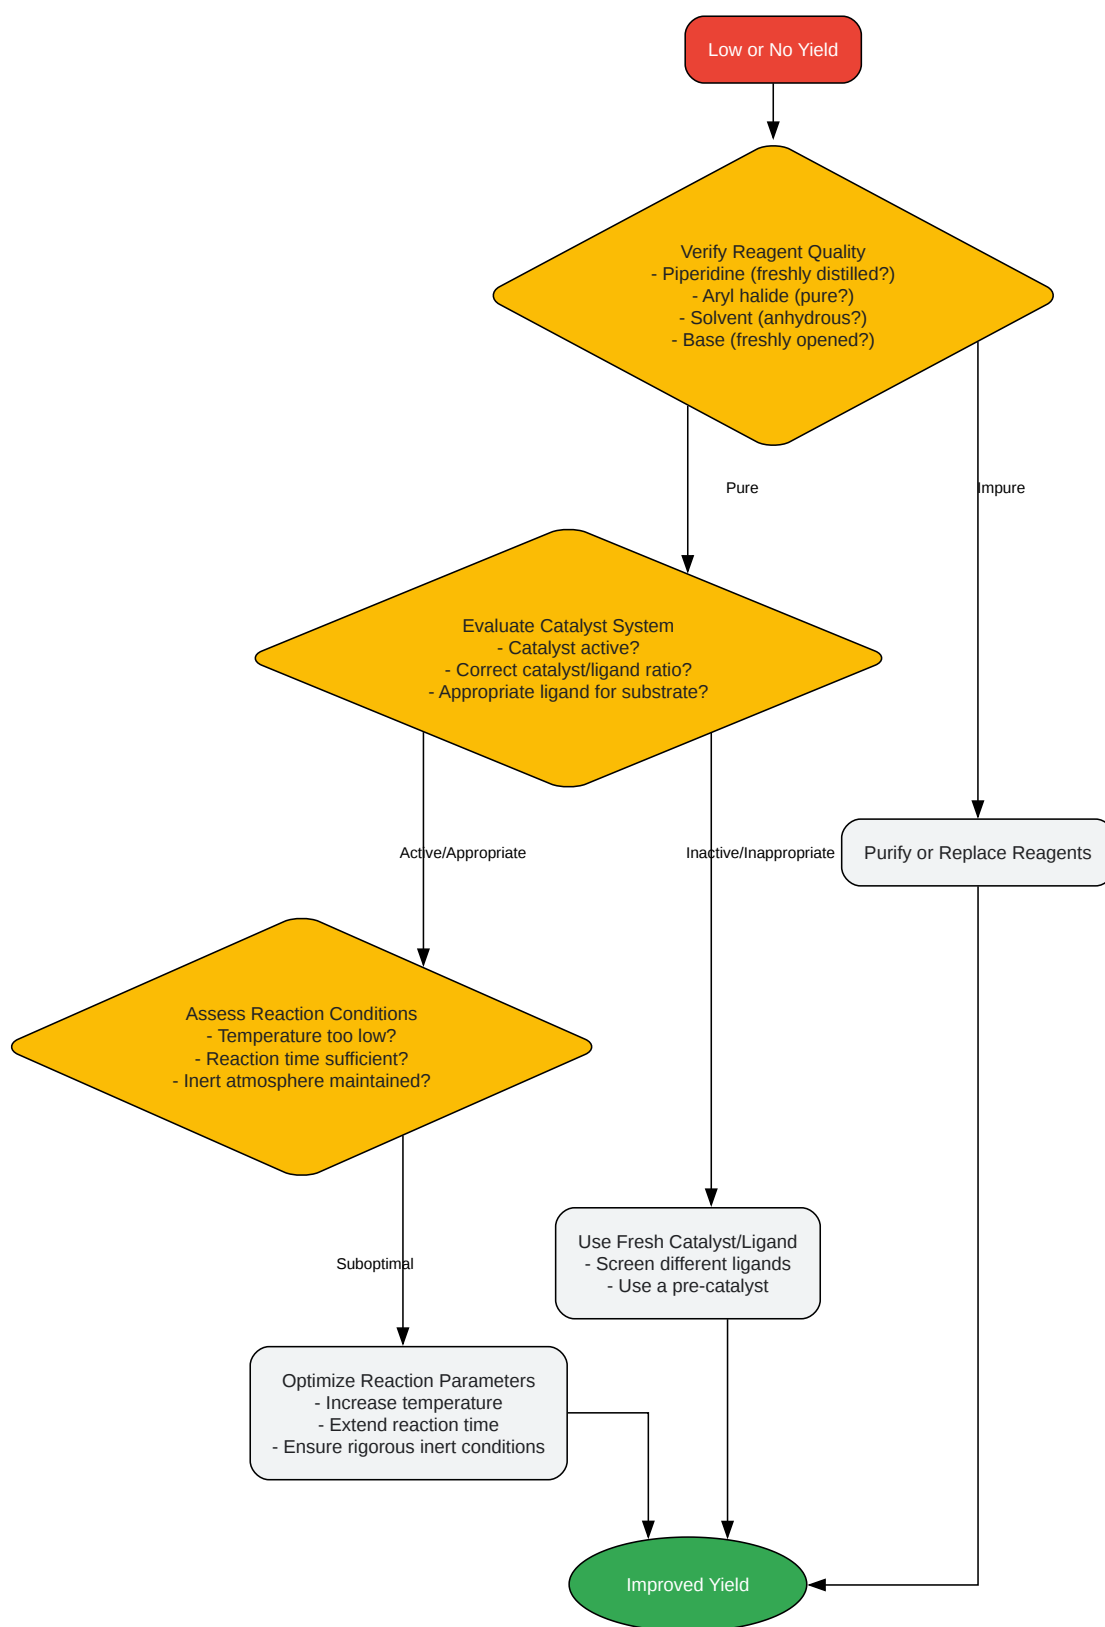 Low or No Yield
Verify Reagent Quality
- Piperidine (freshly distilled?)
- Aryl halide (pure?)
- Solvent (anhydrous?)
- Base (freshly opened?)
Pure
Impure
Evaluate Catalyst System
- Catalyst active?
- Correct catalyst/ligand ratio?
- Appropriate ligand for substrate?
Active/Appropriate
Inactive/Inappropriate
Purify or Replace Reagents
Assess Reaction Conditions
- Temperature too low?
- Reaction time sufficient?
- Inert atmosphere maintained?
Use Fresh Catalyst/Ligand
- Screen different ligands
- Use a pre-catalyst
Suboptimal
Optimize Reaction Parameters
- Increase temperature
- Extend reaction time
- Ensure rigorous inert conditions
Improved Yield